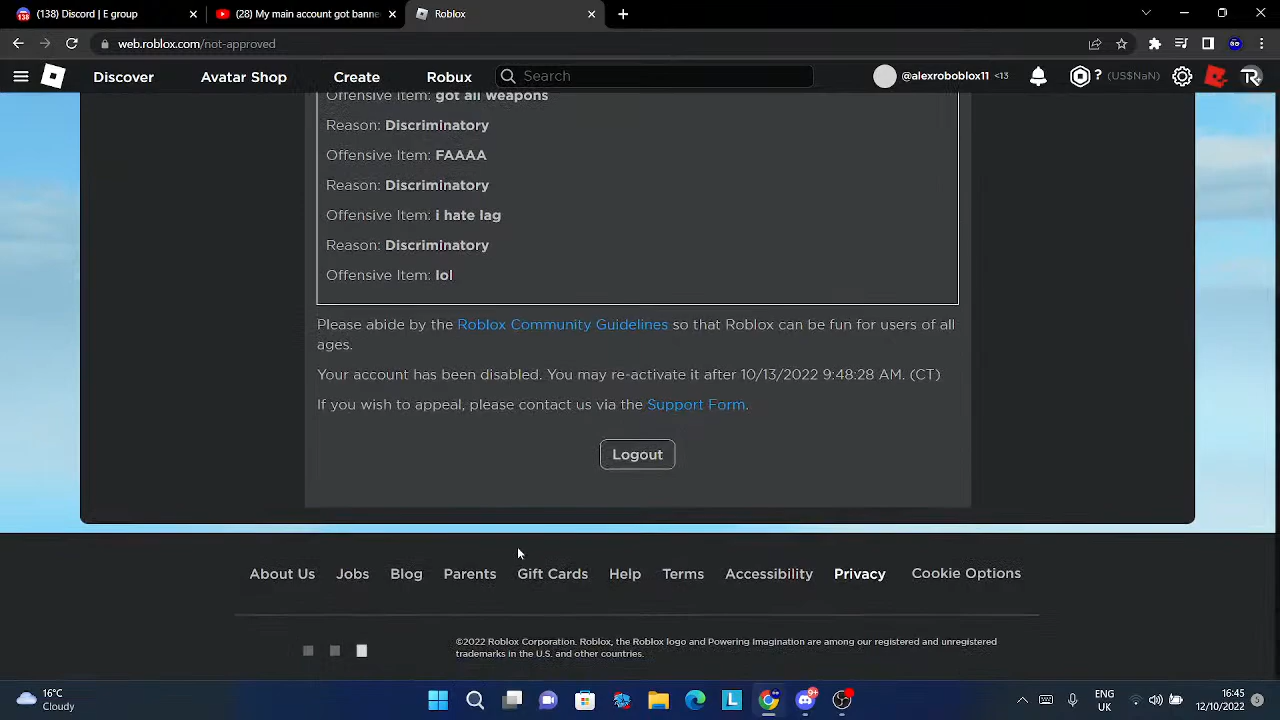 (138) Discord | E group
(28) My main account got banne
Roblox
web.roblox.com/not-approved
Discover
Avatar Shop
Create
Robux
Search
@alexroboblox11 <13
?
(US$NaN)
Offensive Item: got all weapons
Reason: Discriminatory
Offensive Item: FAAAA
Reason: Discriminatory
Offensive Item: i hate lag
Reason: Discriminatory
Offensive Item: lol
Please abide by the Roblox Community Guidelines so that Roblox can be fun for users of all
ages.
Your account has been disabled. You may re-activate it after 10/13/2022 9:48:28 AM. (CT)
If you wish to appeal, please contact us via the Support Form.
Logout
About Us
Jobs
Blog
Parents
Gift Cards
Help
Terms
Accessibility
Privacy
Cookie Options
©2022 Roblox Corporation. Roblox, the Roblox logo and Powering Imagination are among our registered and unregistered
trademarks in the U.S. and other countries.
16°C
Cloudy
L
9+
ENG
UK
16:45
12/10/2022